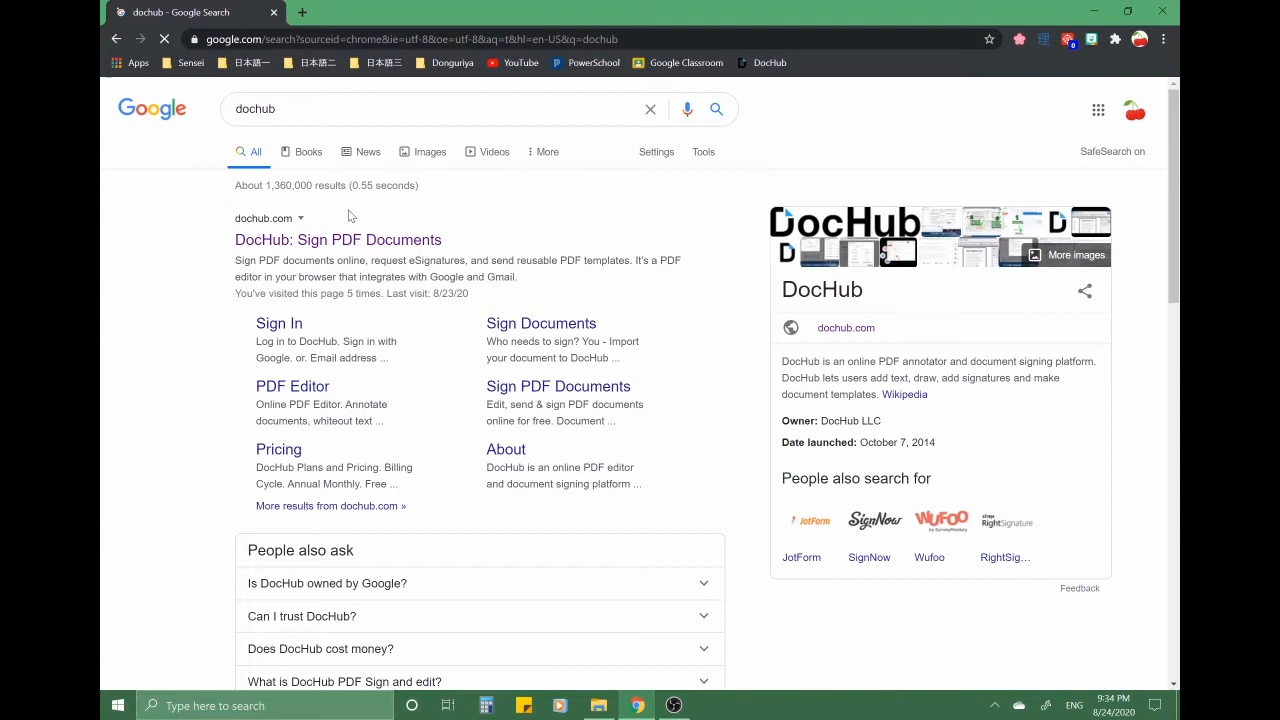 dochub - Google Search
google.com/search?sourceid=chrome&ie=utf-8&oe=utf-8&aq=t&hl=en-US&q=dochub
0
Apps Sensei 日本語一 日本語二 日本語三 Donguriya YouTube PowerSchool Google Classroom DocHub
Google
dochub
All Books News Images Videos More Settings Tools
SafeSearch on
About 1,360,000 results (0.55 seconds)
dochub.com
DocHub: Sign PDF Documents
Sign PDF documents online, request eSignatures, and send reusable PDF templates. It's a PDF
editor in your browser that integrates with Google and Gmail.
You've visited this page 5 times. Last visit: 8/23/20
Sign In
Log in to DocHub. Sign in with
Google. or. Email address ...
Sign Documents
Who needs to sign? You - Import
your document to DocHub ...
PDF Editor
Online PDF Editor. Annotate
documents, whiteout text ...
Sign PDF Documents
Edit, send & sign PDF documents
online for free. Document ...
Pricing
DocHub Plans and Pricing. Billing
Cycle. Annual Monthly. Free ...
About
DocHub is an online PDF editor
and document signing platform ...
More results from dochub.com »
People also ask
Is DocHub owned by Google?
Can I trust DocHub?
Does DocHub cost money?
What is DocHub PDF Sign and edit?
DocHub
More images
DocHub
dochub.com
DocHub is an online PDF annotator and document signing platform.
DocHub lets users add text, draw, add signatures and make
document templates. Wikipedia
Owner: DocHub LLC
Date launched: October 7, 2014
People also search for
JotForm SignNow WUFOO RightSignature
JotForm SignNow Wufoo RightSig...
Feedback
Type here to search
ENG
9:34 PM
8/24/2020